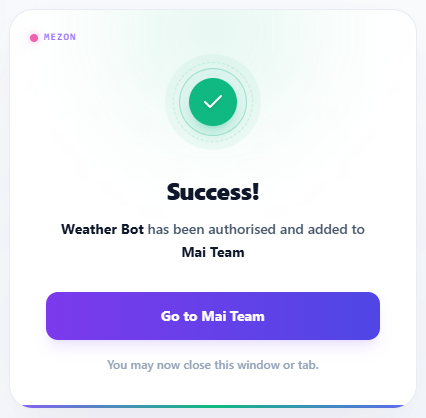 MEZON
Success!
Weather Bot has been authorised and added to
Mai Team
Go to Mai Team
You may now close this window or tab.